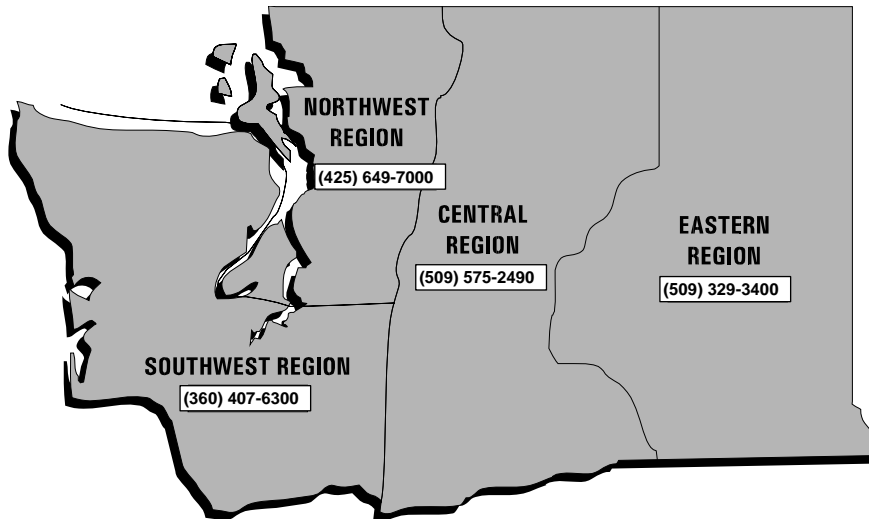 NORTHWEST
REGION
(425) 649-7000
CENTRAL
REGION
(509) 575-2490
EASTERN
REGION
(509) 329-3400
SOUTHWEST REGION
(360) 407-6300